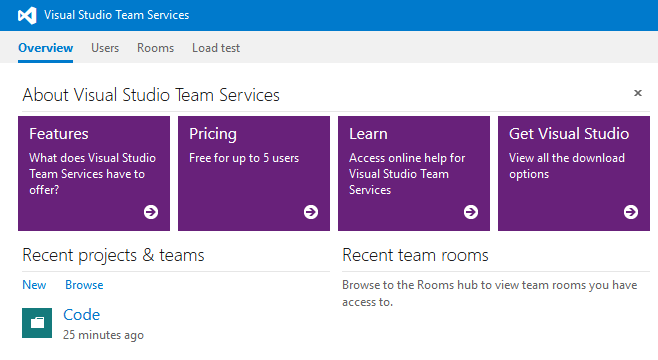 Visual Studio Team Services
Overview Users Rooms Load test
About Visual Studio Team Services
Features
What does Visual Studio
Team Services have to
offer?
Pricing
Free for up to 5 users
Learn
Access online help for
Visual Studio Team
Services
Get Visual Studio
View all the download
options
Recent projects & teams
New Browse
Code
25 minutes ago
Recent team rooms
Browse to the Rooms hub to view team rooms you have
access to.